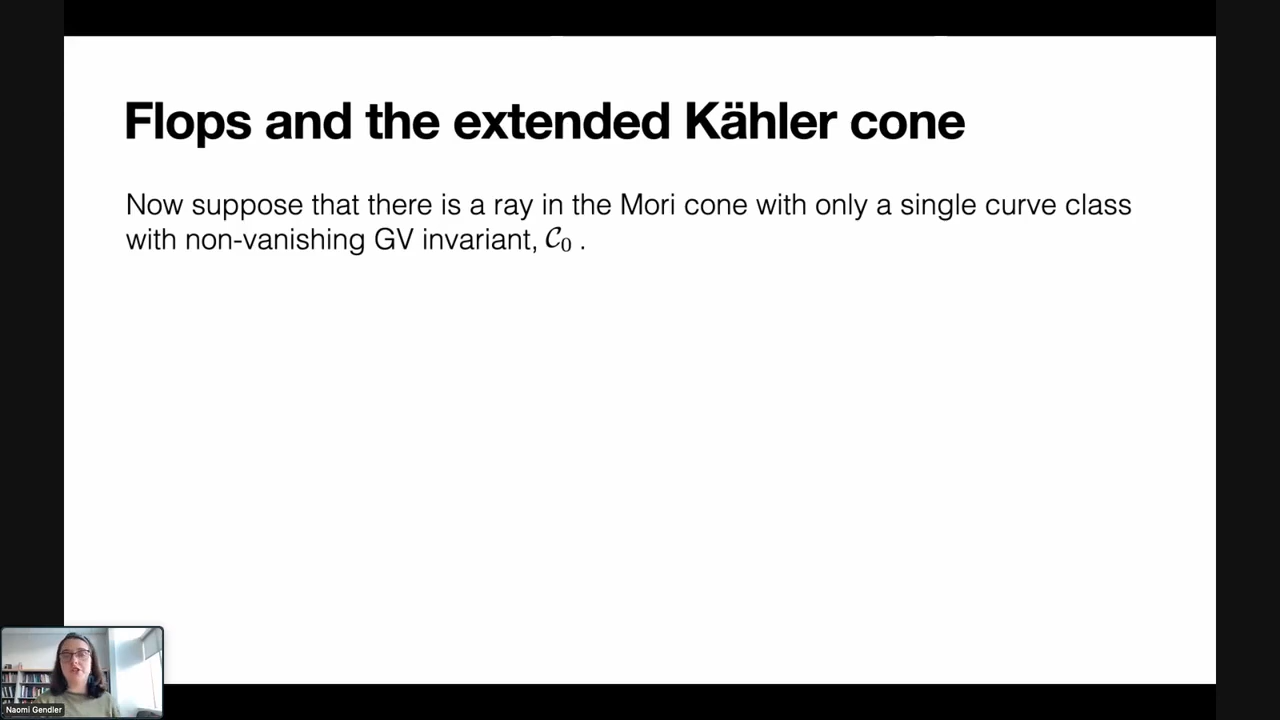 Flops and the extended Kähler cone
Now suppose that there is a ray in the Mori cone with only a single curve class
with non-vanishing GV invariant, 𝒞₀ .
Naomi Gendler